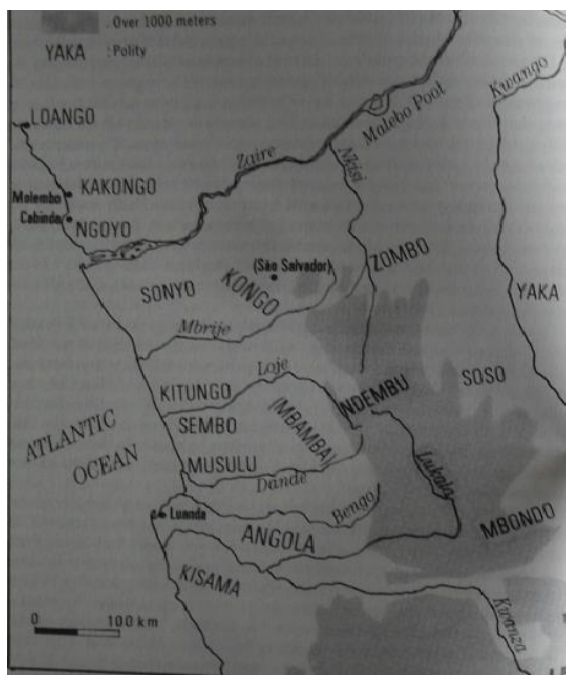 : Over 1000 meters
YAKA : Polity
Kwango
LOANGO
Malebo Pool
Zaire
Nkisi
KAKONGO
Molembo
Cabinda
NGOYO
ZOMBO
(São Salvador)
KONGO
SONYO
YAKA
Mbrije
Loje
SOSO
KITUNGO
NDEMBU
(MBAMBA)
SEMBO
ATLANTIC
OCEAN
MUSULU
Lukala
Dande
Bengo
Luanda
MBONDO
ANGOLA
KISAMA
Kwanza
0 100 km